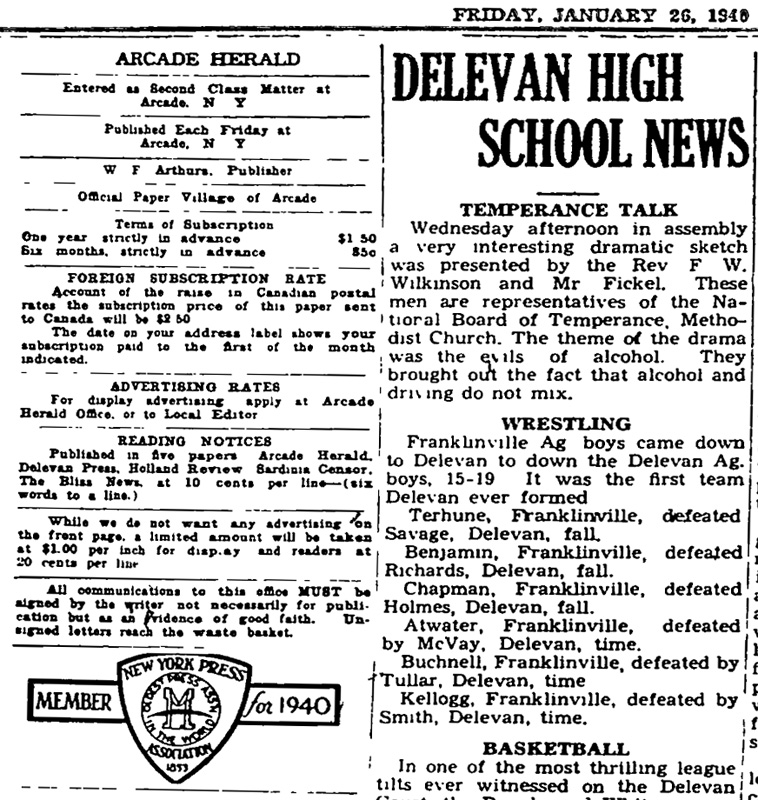 FRIDAY, JANUARY 26, 1940
ARCADE HERALD
Entered as Second Class Matter at
Arcade, N Y
Published Each Friday at
Arcade, N Y
W F Arthurs, Publisher
Official Paper Village of Arcade
Terms of Subscription
One year strictly in advance $1 50
Six months, strictly in advance 85c
FOREIGN SUBSCRIPTION RATE
Account of the raise in Canadian postal
rates the subscription price of this paper sent
to Canada will be $2 50
The date on your address label shows your
subscription paid to the first of the month
indicated.
ADVERTISING RATES
For display advertising apply at Arcade
Herald Office, or to Local Editor
READING NOTICES
Published in five papers Arcade Herald,
Delevan Press, Holland Review Sardinia Censor,
The Bliss News, at 10 cents per line—(six
words to a line.)
While we do not want any advertising on
the front page, a limited amount will be taken
at $1.00 per inch for display and readers at
20 cents per line
All communications to this office MUST be
signed by the writer not necessarily for publi-
cation but as an evidence of good faith. Un-
signed letters reach the waste basket.
MEMBER
NEW YORK PRESS
OLDEST PRESS ASS'N
IN THE WORLD
ASSOCIATION
1853
for 1940
DELEVAN HIGH
SCHOOL NEWS
TEMPERANCE TALK
Wednesday afternoon in assembly
a very interesting dramatic sketch
was presented by the Rev F W.
Wilkinson and Mr Fickel. These
men are representatives of the Na-
tional Board of Temperance, Metho-
dist Church. The theme of the drama
was the evils of alcohol. They
brought out the fact that alcohol and
driving do not mix.
WRESTLING
Franklinville Ag boys came down
to Delevan to down the Delevan Ag.
boys, 15-19 It was the first team
Delevan ever formed
Terhune, Franklinville, defeated
Savage, Delevan, fall.
Benjamin, Franklinville, defeated
Richards, Delevan, fall.
Chapman, Franklinville, defeated
Holmes, Delevan, fall.
Atwater, Franklinville, defeated
by McVay, Delevan, time.
Buchnell, Franklinville, defeated by
Tullar, Delevan, time
Kellogg, Franklinville, defeated by
Smith, Delevan, time.
BASKETBALL
In one of the most thrilling league
tilts ever witnessed on the Delevan